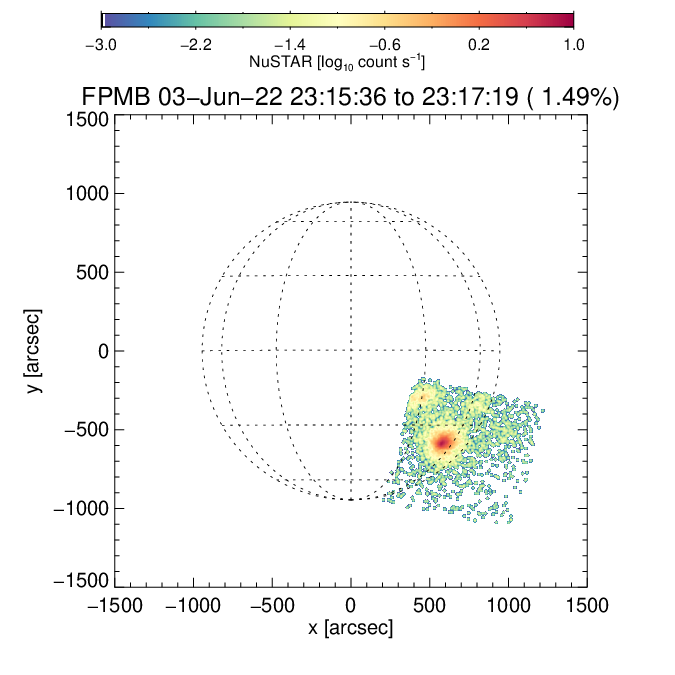 −3.0 −2.2 −1.4 −0.6 0.2 1.0
NuSTAR [log₁₀ count s⁻¹]
FPMB 03−Jun−22 23:15:36 to 23:17:19 ( 1.49%)
1500
1000
500
0
−500
−1000
−1500
y [arcsec]
−1500 −1000 −500 0 500 1000 1500
x [arcsec]